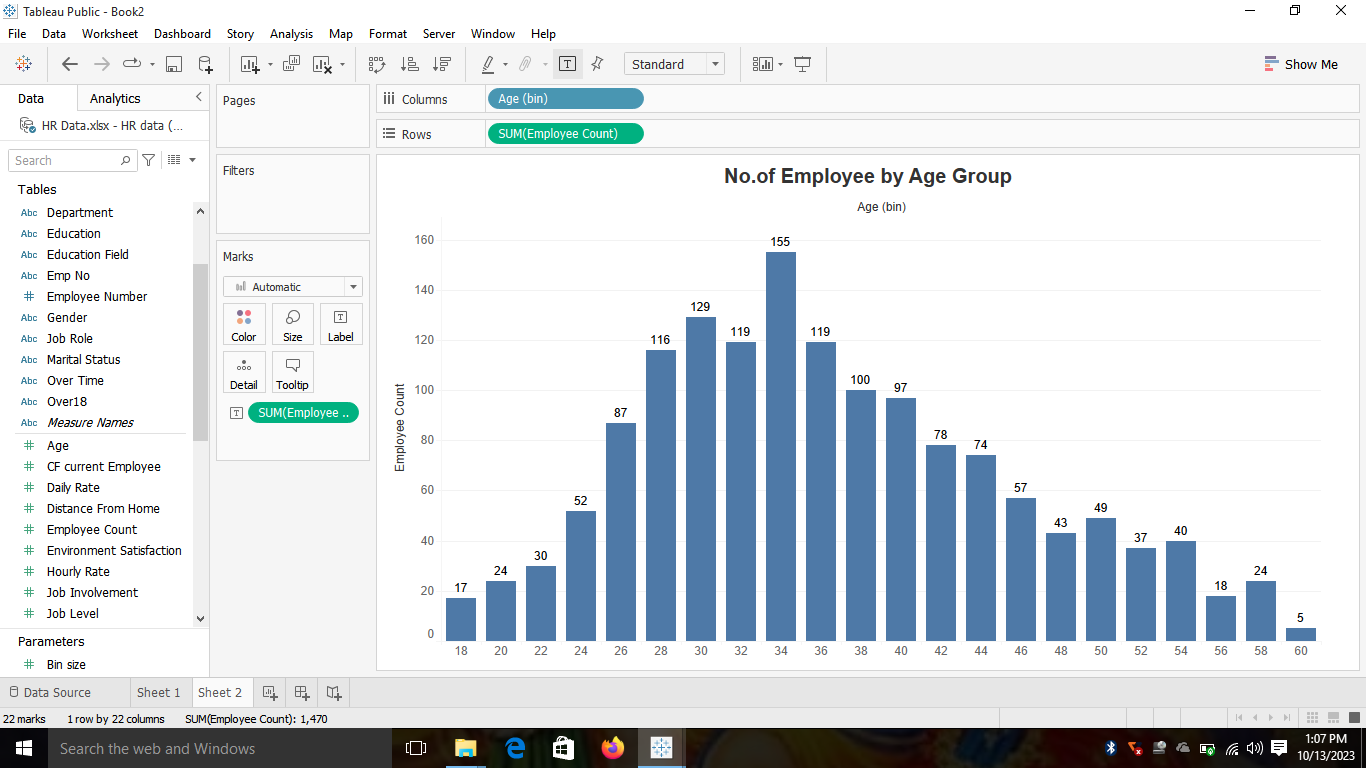 Tableau Public - Book2
File Data Worksheet Dashboard Story Analysis Map Format Server Window Help
Standard
Show Me
Data Analytics
HR Data.xlsx - HR data (...
Search
Tables
Abc Department
Abc Education
Abc Education Field
Abc Emp No
Employee Number
Abc Gender
Abc Job Role
Abc Marital Status
Abc Over Time
Abc Over18
Abc Measure Names
Age
CF current Employee
Daily Rate
Distance From Home
Employee Count
Environment Satisfaction
Hourly Rate
Job Involvement
Job Level
Parameters
Bin size
Pages
Filters
Marks
Automatic
Color Size Label
Detail Tooltip
SUM(Employee ..
Columns Age (bin)
Rows SUM(Employee Count)
No.of Employee by Age Group
Age (bin)
Employee Count
160
140
120
100
80
60
40
20
0
17 24 30 52 87 116 129 119 155 119 100 97 78 74 57 43 49 37 40 18 24 5
18 20 22 24 26 28 30 32 34 36 38 40 42 44 46 48 50 52 54 56 58 60
Data Source Sheet 1 Sheet 2
22 marks 1 row by 22 columns SUM(Employee Count): 1,470
Search the web and Windows
1:07 PM
10/13/2023